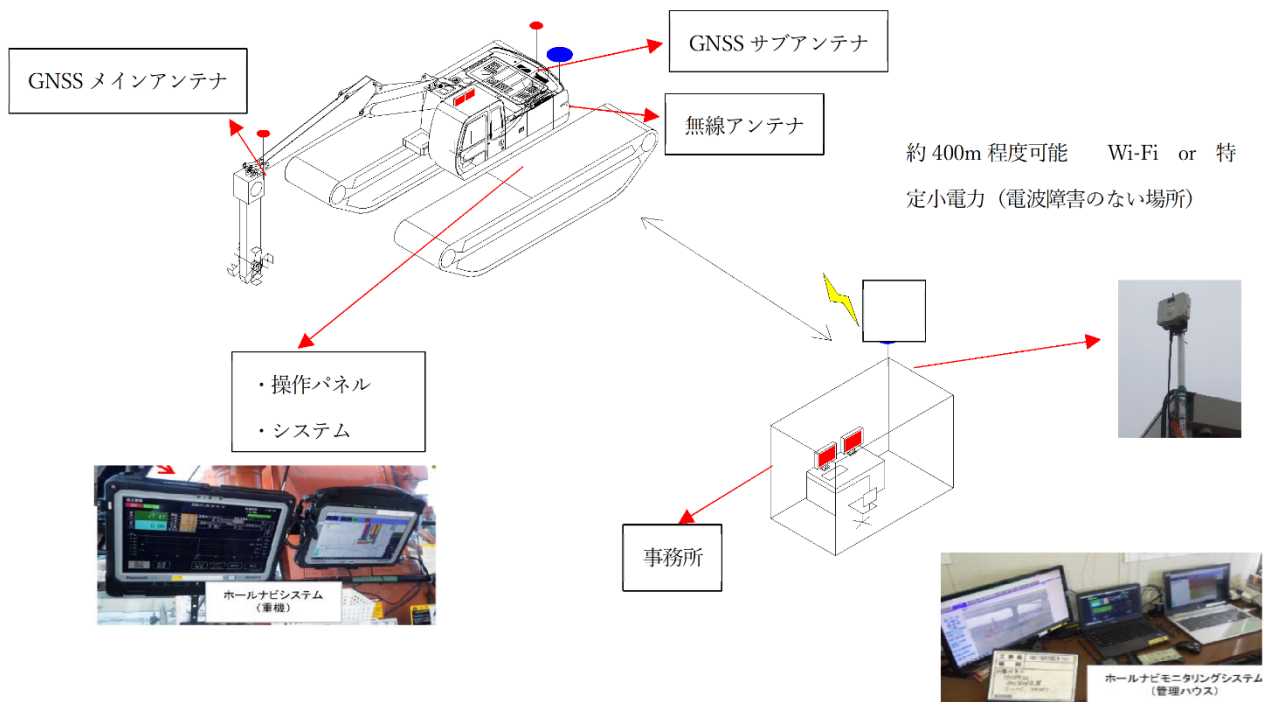 GNSS サブアンテナ
GNSS メインアンテナ
無線アンテナ
約 400m 程度可能　　Wi-Fi　or　特
定小電力（電波障害のない場所）
・操作パネル
・システム
事務所
ホールナビシステム
（重機）
Panasonic
工事名
ホールナビモニタリングシステム
（管理ハウス）